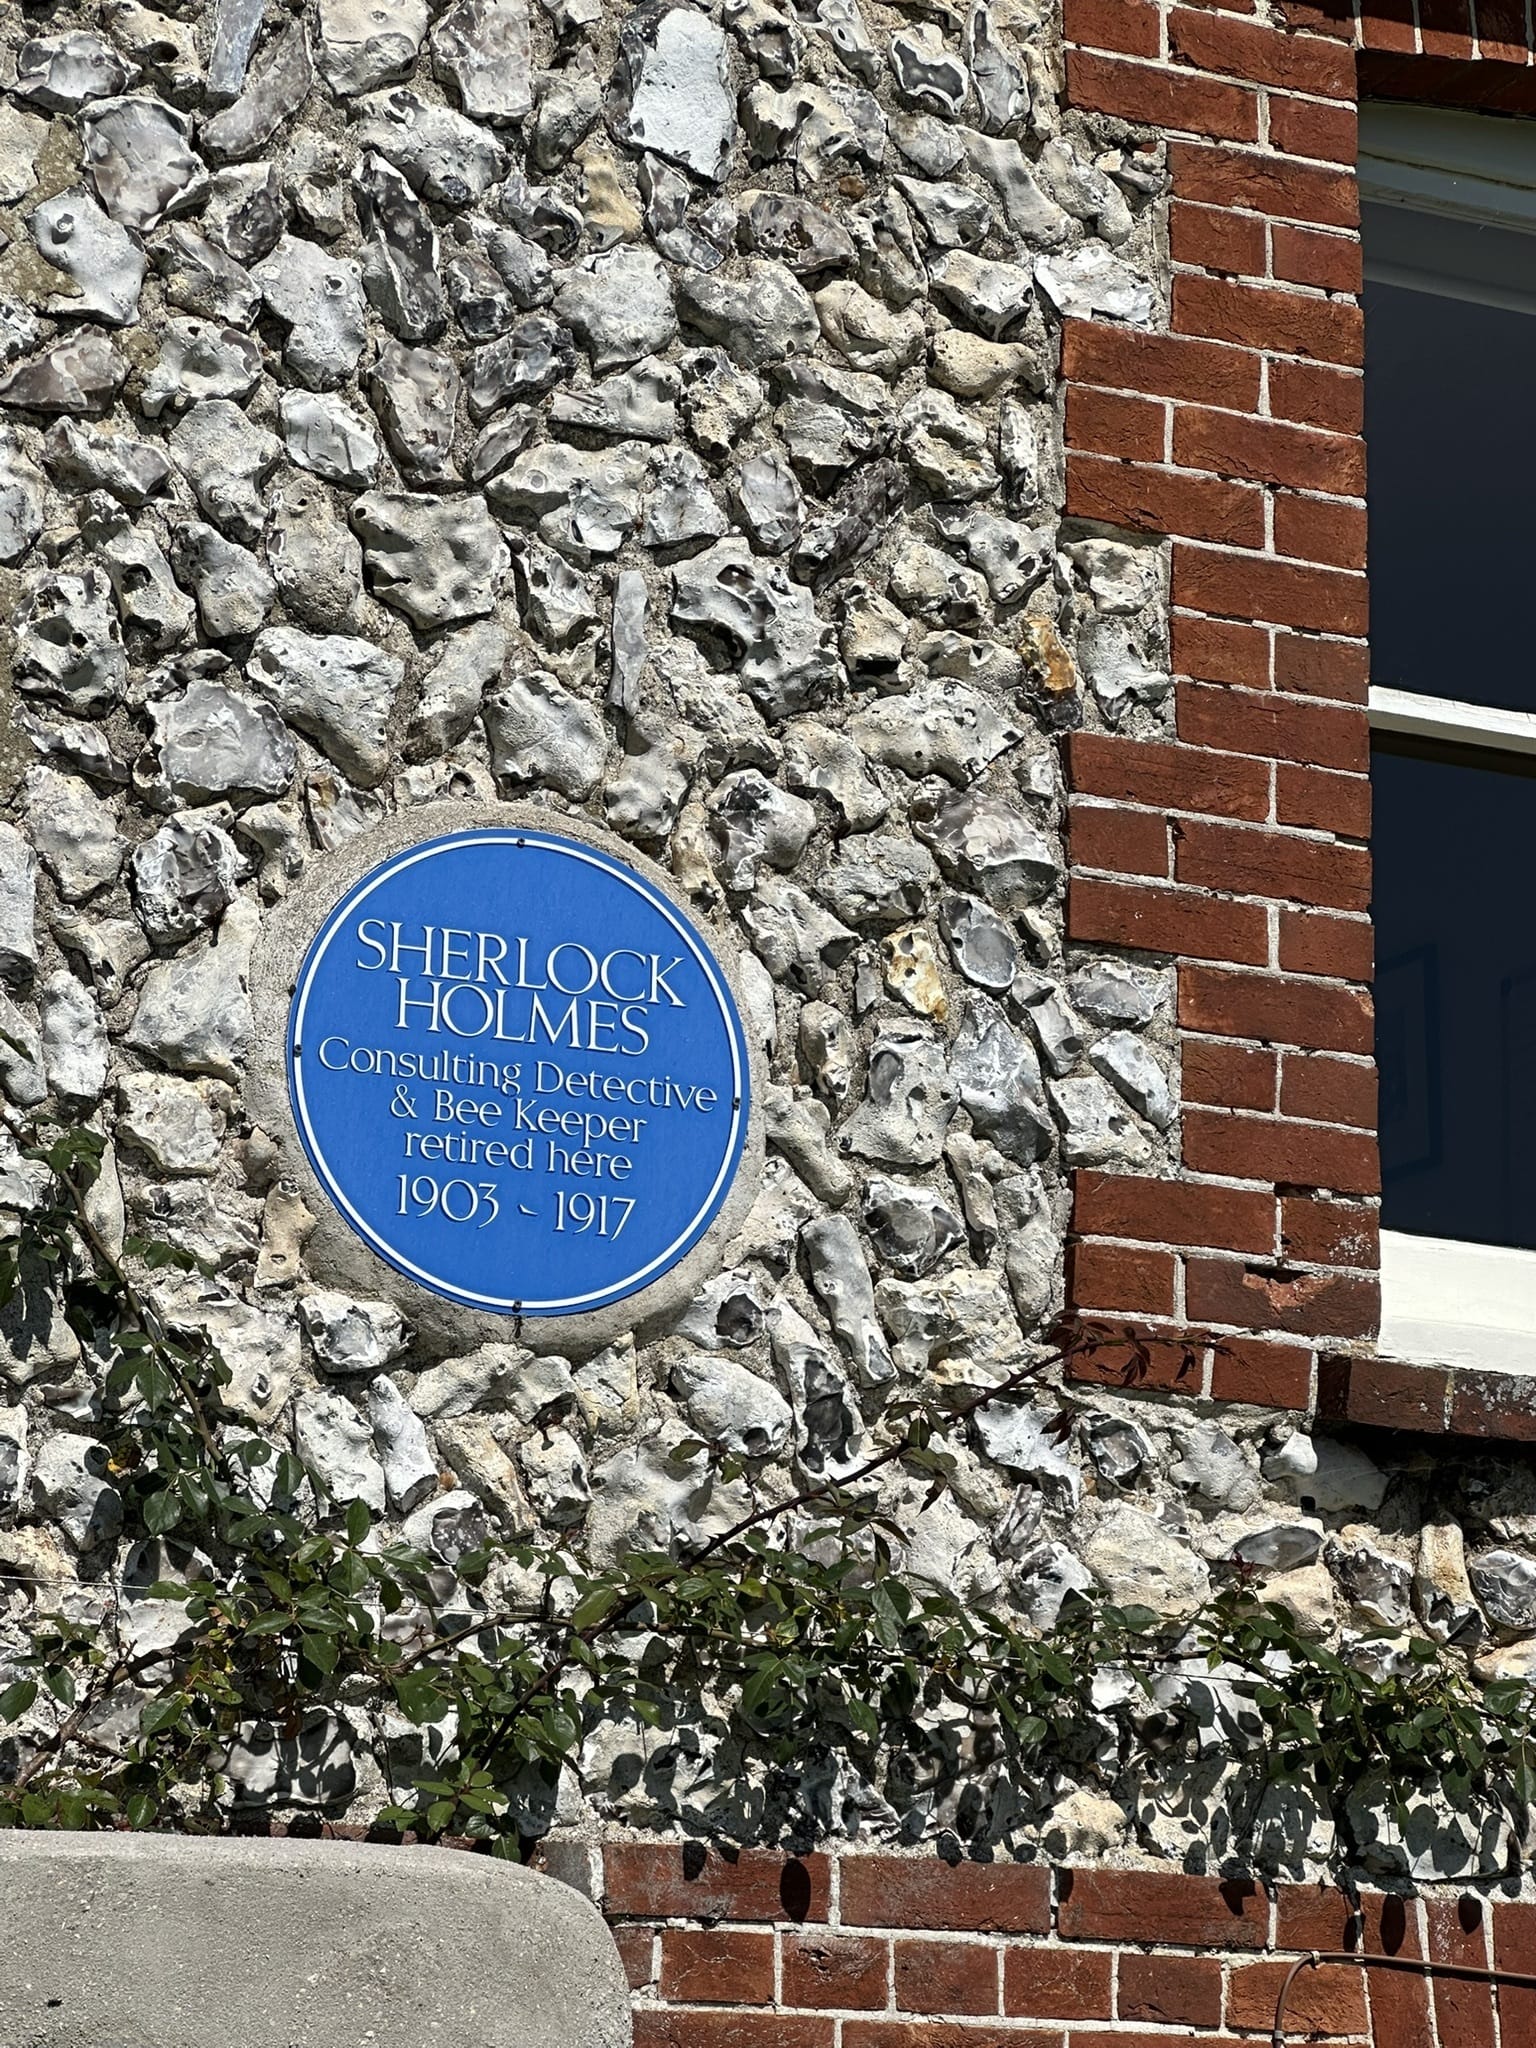 SHERLOCK
HOLMES
Consulting Detective
& Bee Keeper
retired here
1903 - 1917